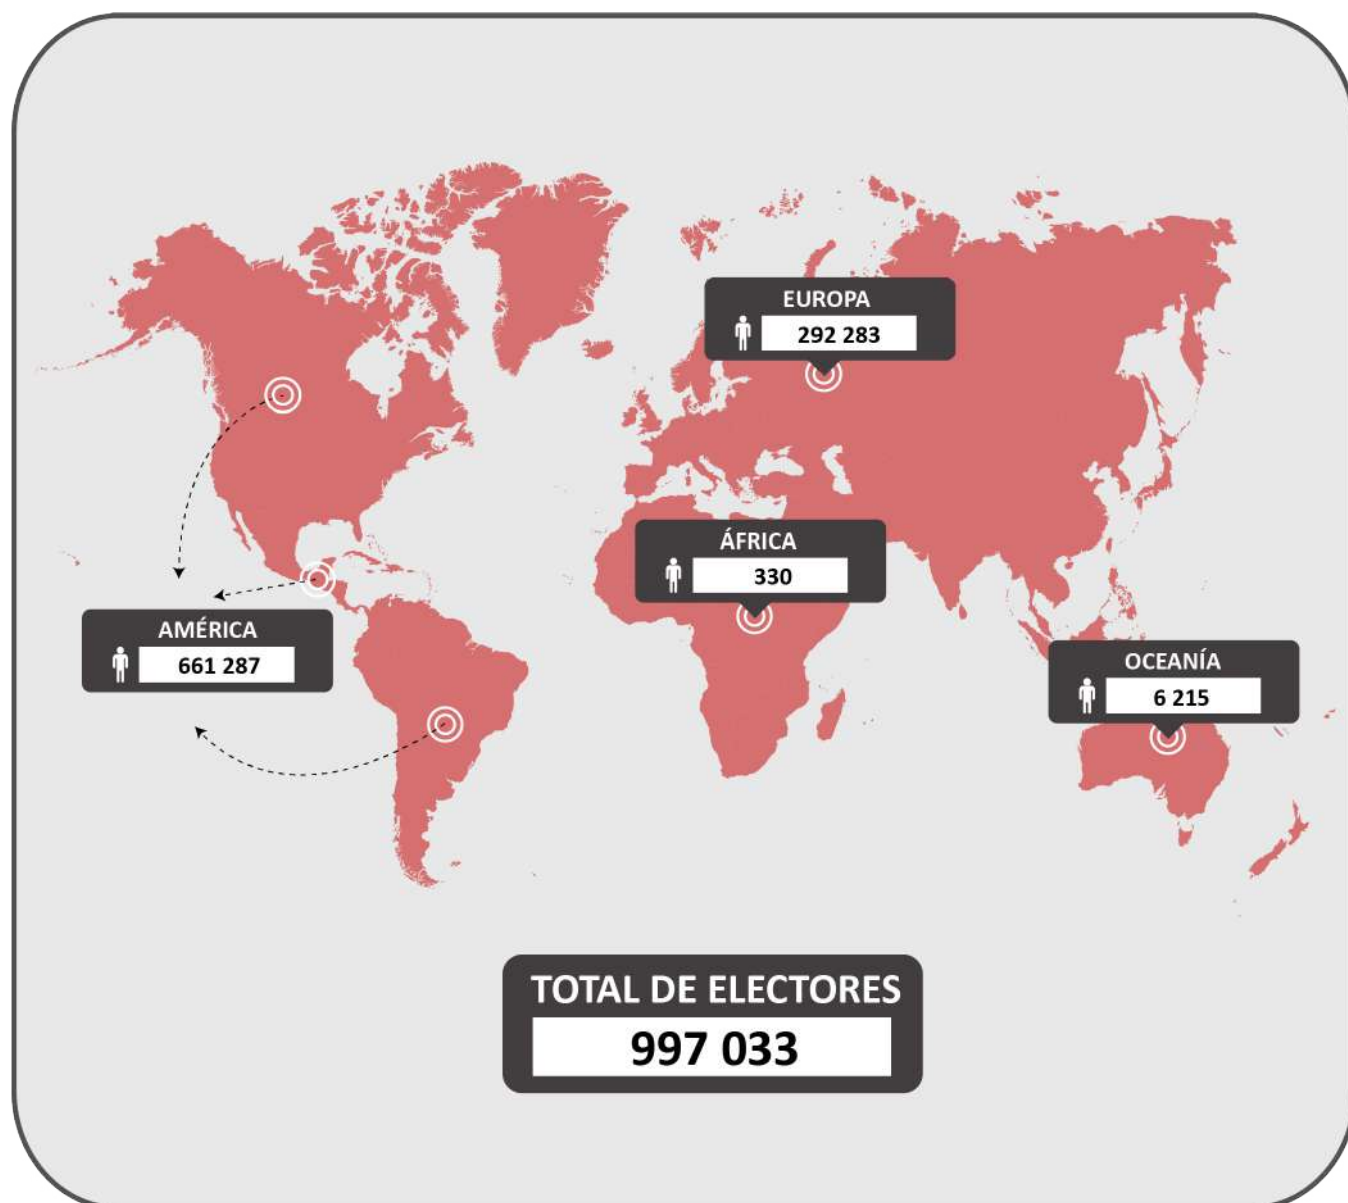 EUROPA
292 283
ÁFRICA
330
AMÉRICA
661 287
OCEANÍA
6 215
TOTAL DE ELECTORES
997 033